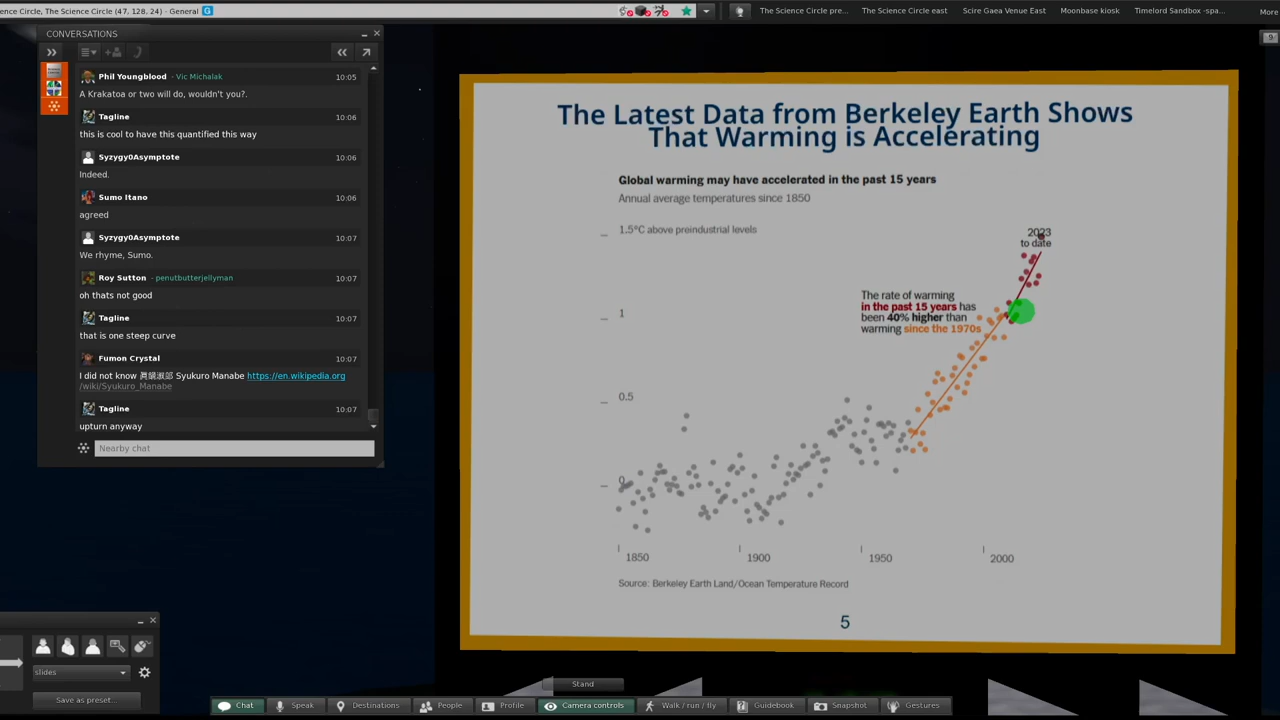 ence Circle, The Science Circle (47, 128, 24) - General
The Science Circle pre...
The Science Circle east
Scire Gaea Venue East
Moonbase kiosk
Timelord Sandbox -spa...
More
9
CONVERSATIONS
Phil Youngblood - Vic Michalak 10:05
A Krakatoa or two will do, wouldn't you?.
Tagline 10:06
this is cool to have this quantified this way
Syzygy0Asymptote 10:06
Indeed.
Sumo Itano 10:06
agreed
Syzygy0Asymptote 10:07
We rhyme, Sumo.
Roy Sutton - penutbutterjellyman 10:07
oh thats not good
Tagline 10:07
that is one steep curve
Fumon Crystal 10:07
I did not know 眞鍋淑郎 Syukuro Manabe https://en.wikipedia.org
/wiki/Syukuro_Manabe
Tagline 10:07
upturn anyway
Nearby chat
The Latest Data from Berkeley Earth Shows
That Warming is Accelerating
Global warming may have accelerated in the past 15 years
Annual average temperatures since 1850
1.5°C above preindustrial levels
2023
to date
The rate of warming
in the past 15 years has
been 40% higher than
warming since the 1970s
1
0.5
0
1850
1900
1950
2000
Source: Berkeley Earth Land/Ocean Temperature Record
5
slides
Save as preset...
Stand
Chat
Speak
Destinations
People
Profile
Camera controls
Walk / run / fly
Guidebook
Snapshot
Gestures